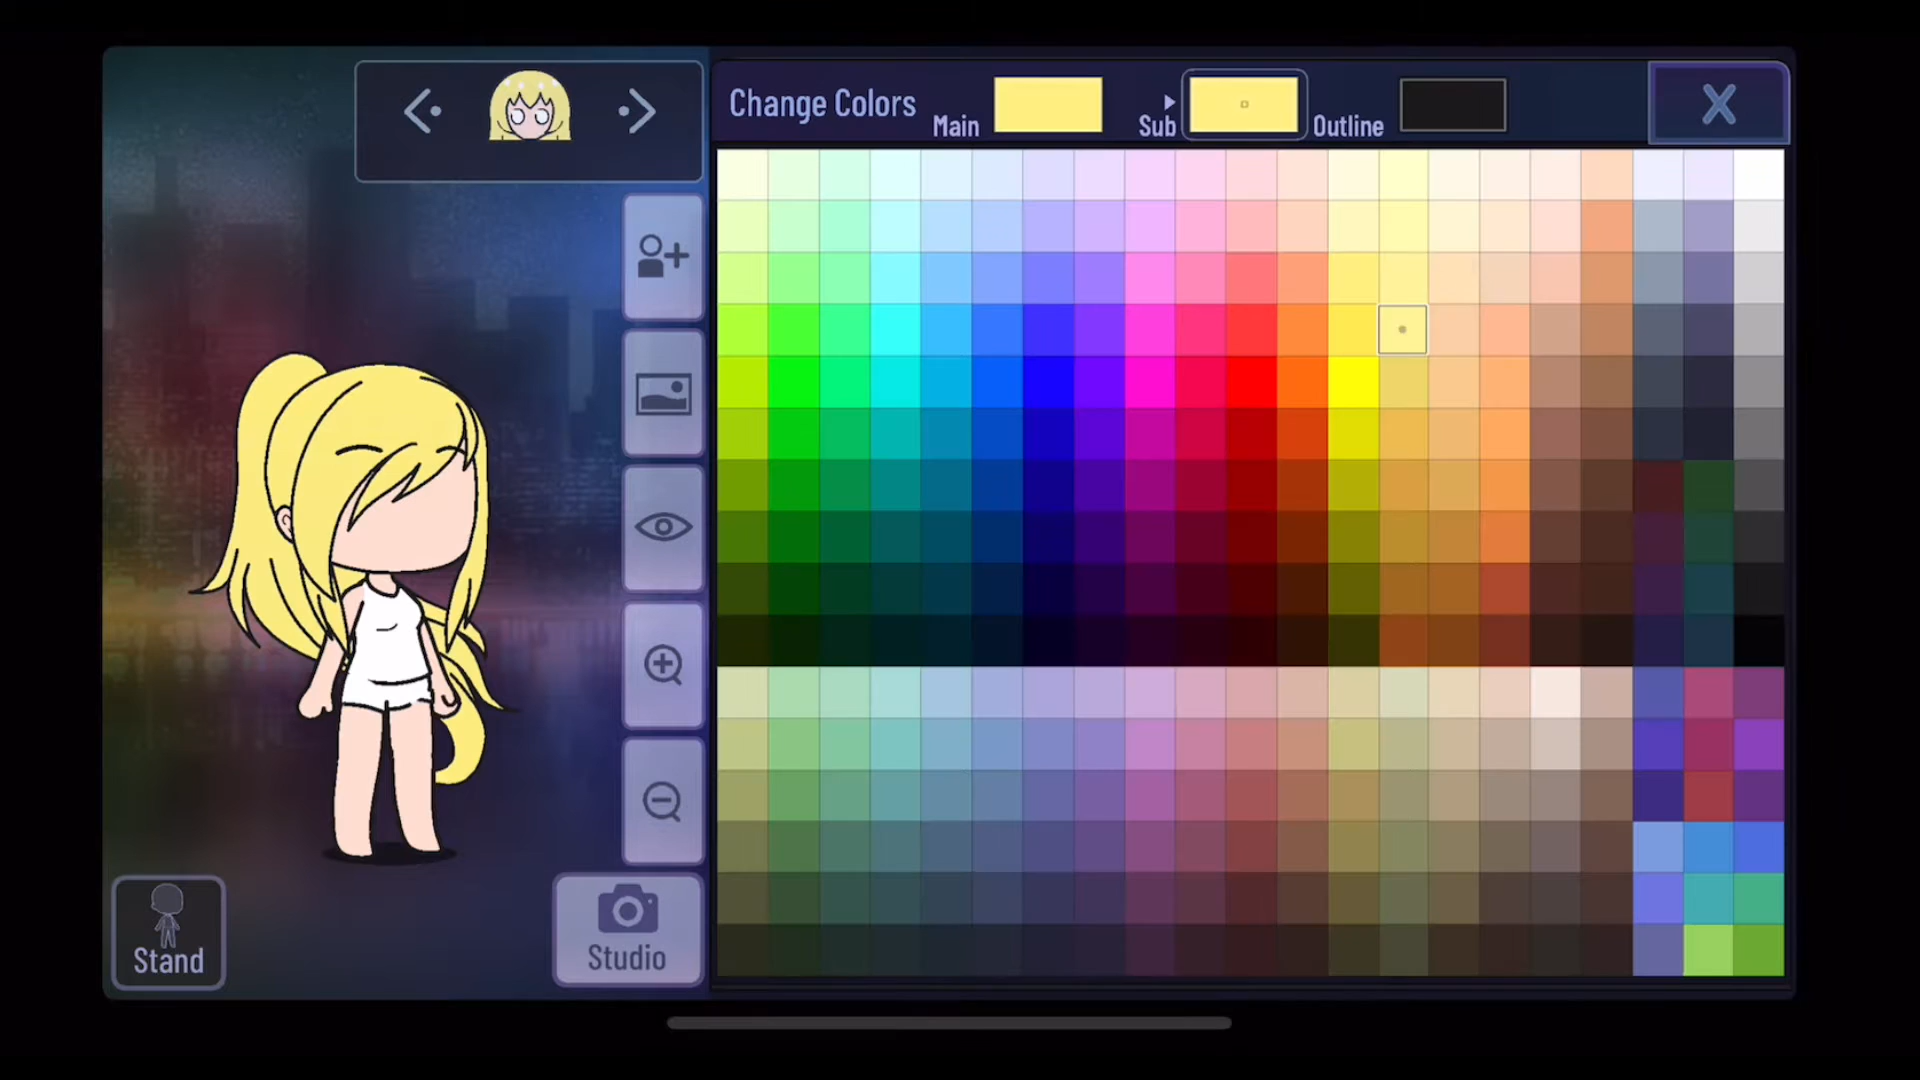 Change Colors
Main
Sub
Outline
X
Stand
Studio